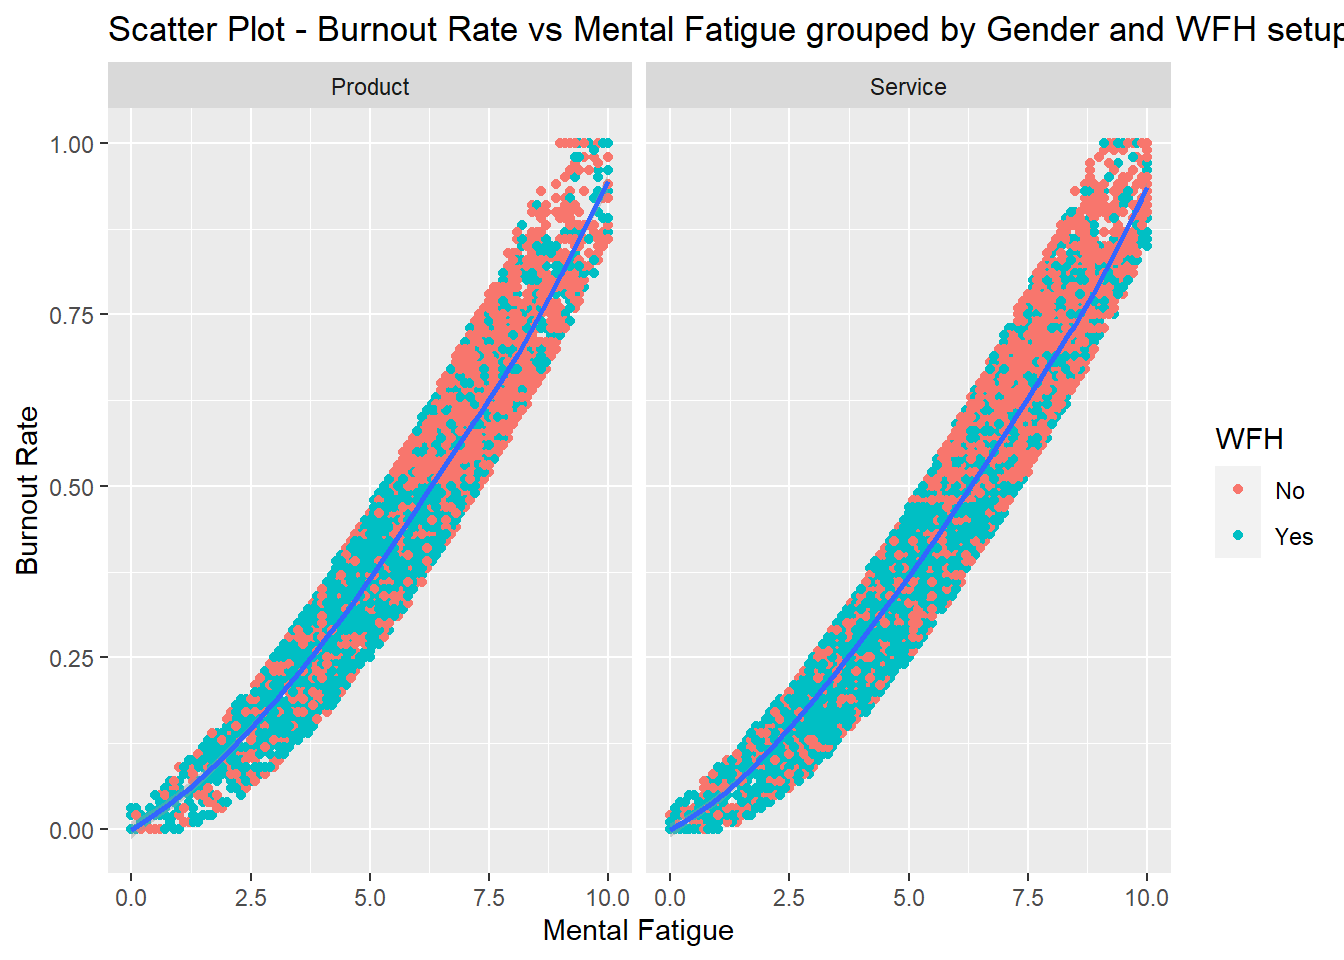 Scatter Plot - Burnout Rate vs Mental Fatigue grouped by Gender and WFH setup
Product
Service
1.00
0.75
0.50
0.25
0.00
Burnout Rate
0.0 2.5 5.0 7.5 10.0
0.0 2.5 5.0 7.5 10.0
Mental Fatigue
WFH
No
Yes